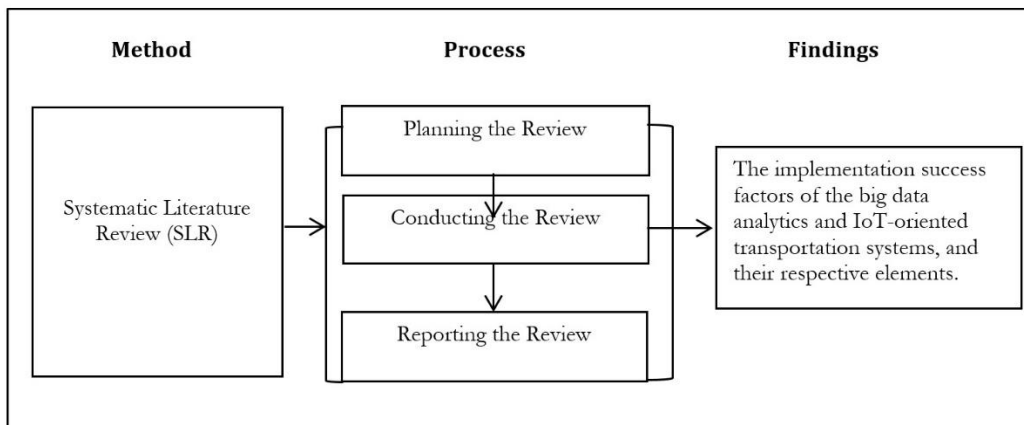 Method
Process
Findings
Systematic Literature
Review (SLR)
Planning the Review
Conducting the Review
Reporting the Review
The implementation success
factors of the big data
analytics and IoT-oriented
transportation systems, and
their respective elements.